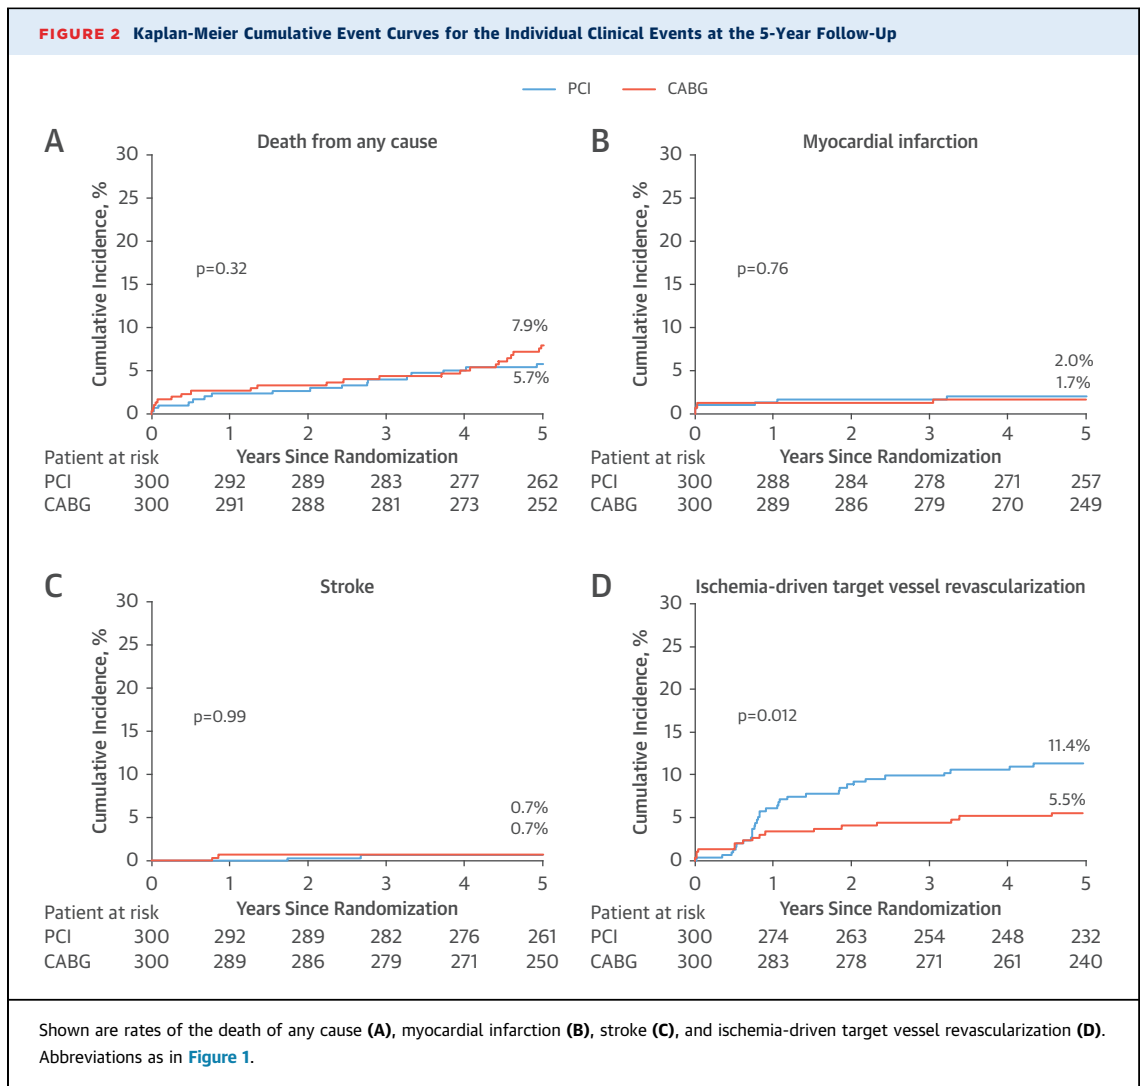 FIGURE 2 Kaplan-Meier Cumulative Event Curves for the Individual Clinical Events at the 5-Year Follow-Up
PCI CABG
A
Death from any cause
Cumulative Incidence, %
30
25
20
15
10
5
0
p=0.32
7.9%
5.7%
0 1 2 3 4 5
Years Since Randomization
Patient at risk
PCI 300 292 289 283 277 262
CABG 300 291 288 281 273 252
B
Myocardial infarction
Cumulative Incidence, %
30
25
20
15
10
5
0
p=0.76
2.0%
1.7%
0 1 2 3 4 5
Years Since Randomization
Patient at risk
PCI 300 288 284 278 271 257
CABG 300 289 286 279 270 249
C
Stroke
Cumulative Incidence, %
30
25
20
15
10
5
0
p=0.99
0.7%
0.7%
0 1 2 3 4 5
Years Since Randomization
Patient at risk
PCI 300 292 289 282 276 261
CABG 300 289 286 279 271 250
D
Ischemia-driven target vessel revascularization
Cumulative Incidence, %
30
25
20
15
10
5
0
p=0.012
11.4%
5.5%
0 1 2 3 4 5
Years Since Randomization
Patient at risk
PCI 300 274 263 254 248 232
CABG 300 283 278 271 261 240
Shown are rates of the death of any cause (A), myocardial infarction (B), stroke (C), and ischemia-driven target vessel revascularization (D).
Abbreviations as in Figure 1.